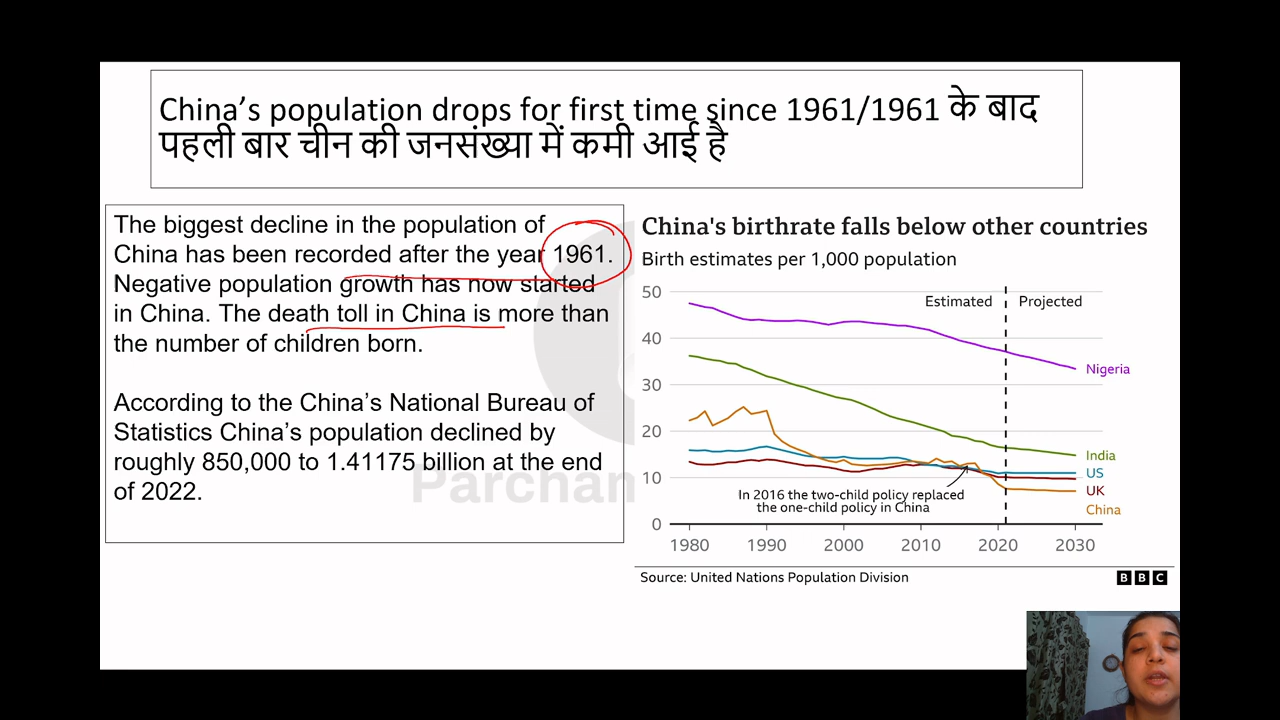 China's population drops for first time since 1961/1961 के बाद
पहली बार चीन की जनसंख्या में कमी आई है
The biggest decline in the population of
China has been recorded after the year 1961.
Negative population growth has now started
in China. The death toll in China is more than
the number of children born.
According to the China's National Bureau of
Statistics China's population declined by
roughly 850,000 to 1.41175 billion at the end
of 2022.
Parchan
China's birthrate falls below other countries
Birth estimates per 1,000 population
50
Estimated Projected
40
Nigeria
30
20
India
US
10
UK
In 2016 the two-child policy replaced
the one-child policy in China
China
0
1980 1990 2000 2010 2020 2030
Source: United Nations Population Division
BBC